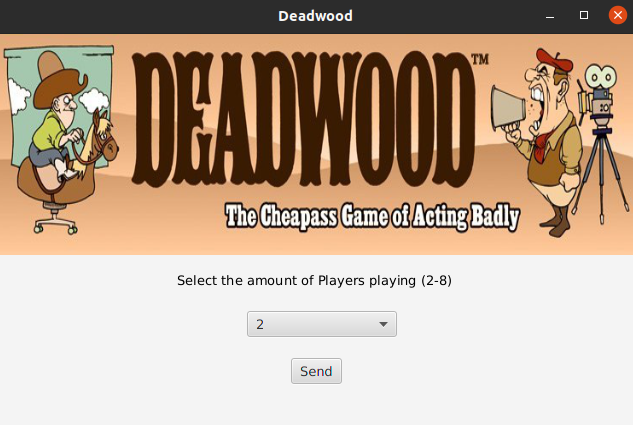 Deadwood
DEADWOOD™
The Cheapass Game of Acting Badly
Select the amount of Players playing (2-8)
2
Send